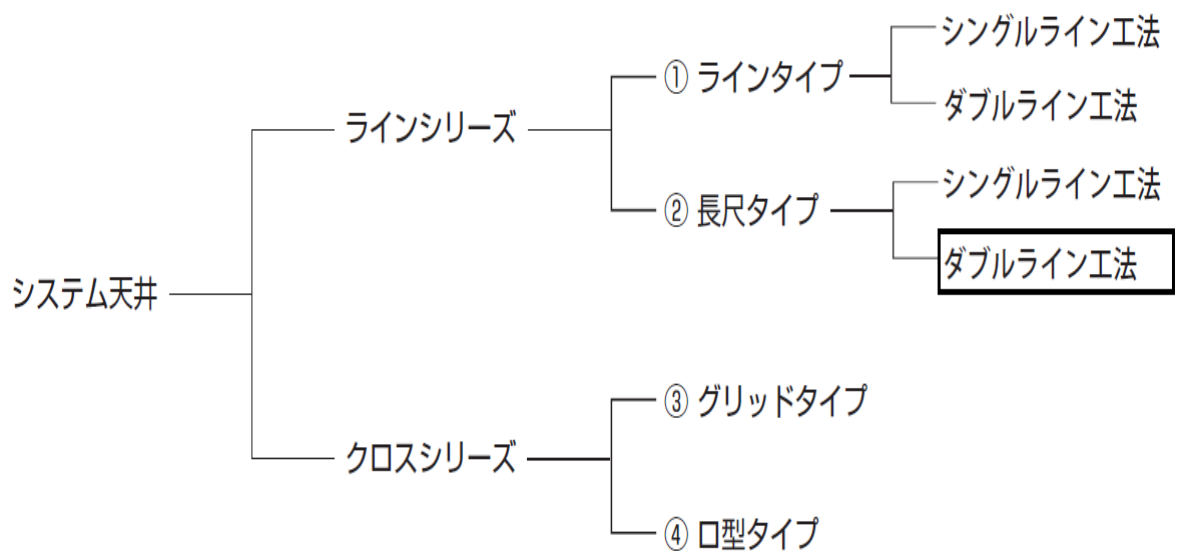 システム天井
ラインシリーズ
① ラインタイプ
シングルライン工法
ダブルライン工法
② 長尺タイプ
シングルライン工法
ダブルライン工法
クロスシリーズ
③ グリッドタイプ
④ ロ型タイプ